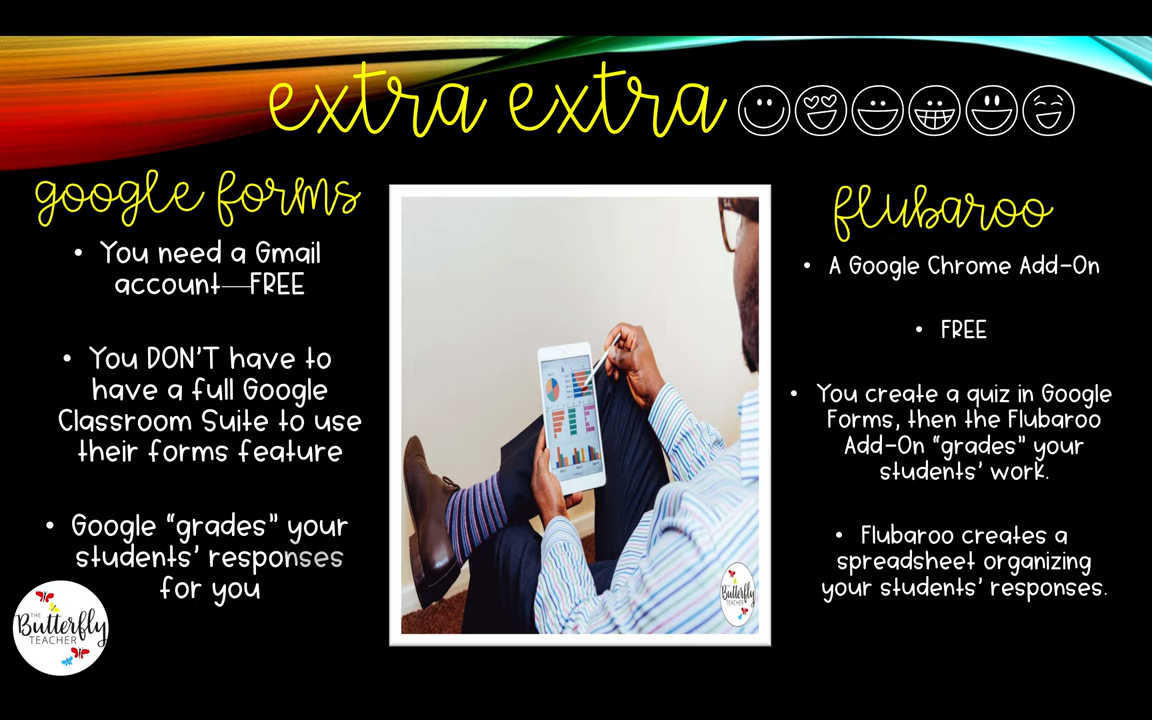 extra extra
google forms
• You need a Gmail
account—FREE
• You DON'T have to
have a full Google
Classroom Suite to use
their forms feature
• Google "grades" your
students' responses
for you
THE
Butterfly
TEACHER
Butterfly
flubaroo
• A Google Chrome Add-On
• FREE
• You create a quiz in Google
Forms, then the Flubaroo
Add-On "grades" your
students' work.
• Flubaroo creates a
spreadsheet organizing
your students' responses.